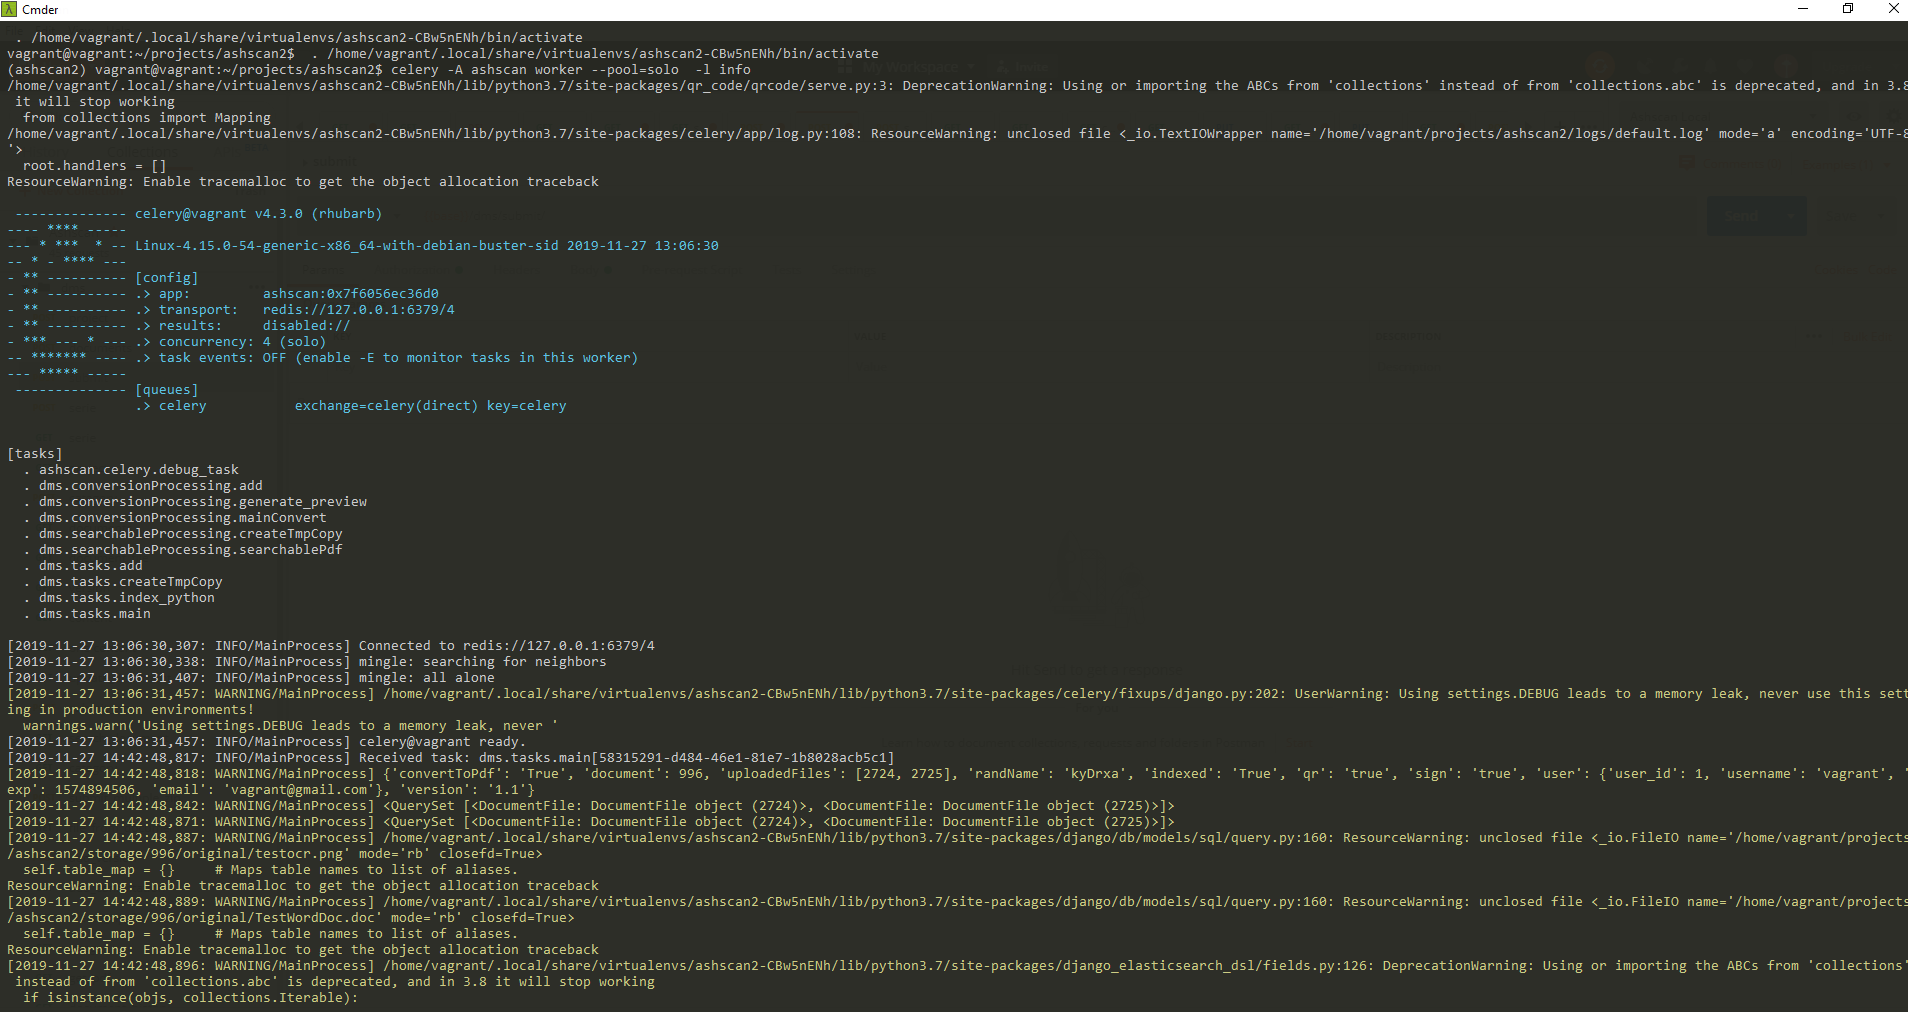 Cmder
. /home/vagrant/.local/share/virtualenvs/ashscan2-CBw5nENh/bin/activate
vagrant@vagrant:~/projects/ashscan2$  . /home/vagrant/.local/share/virtualenvs/ashscan2-CBw5nENh/bin/activate
(ashscan2) vagrant@vagrant:~/projects/ashscan2$ celery -A ashscan worker --pool=solo  -l info
/home/vagrant/.local/share/virtualenvs/ashscan2-CBw5nENh/lib/python3.7/site-packages/qr_code/qrcode/serve.py:3: DeprecationWarning: Using or importing the ABCs from 'collections' instead of from 'collections.abc' is deprecated, and in 3.8
 it will stop working
  from collections import Mapping
/home/vagrant/.local/share/virtualenvs/ashscan2-CBw5nENh/lib/python3.7/site-packages/celery/app/log.py:108: ResourceWarning: unclosed file <_io.TextIOWrapper name='/home/vagrant/projects/ashscan2/logs/default.log' mode='a' encoding='UTF-8
'>
  root.handlers = []
ResourceWarning: Enable tracemalloc to get the object allocation traceback
 -------------- celery@vagrant v4.3.0 (rhubarb)
---- **** -----
--- * ***  * -- Linux-4.15.0-54-generic-x86_64-with-debian-buster-sid 2019-11-27 13:06:30
-- * - **** ---
- ** ---------- [config]
- ** ---------- .> app:         ashscan:0x7f6056ec36d0
- ** ---------- .> transport:   redis://127.0.0.1:6379/4
- ** ---------- .> results:     disabled://
- *** --- * --- .> concurrency: 4 (solo)
-- ******* ---- .> task events: OFF (enable -E to monitor tasks in this worker)
--- ***** -----
 -------------- [queues]
                .> celery           exchange=celery(direct) key=celery
[tasks]
  . ashscan.celery.debug_task
  . dms.conversionProcessing.add
  . dms.conversionProcessing.generate_preview
  . dms.conversionProcessing.mainConvert
  . dms.searchableProcessing.createTmpCopy
  . dms.searchableProcessing.searchablePdf
  . dms.tasks.add
  . dms.tasks.createTmpCopy
  . dms.tasks.index_python
  . dms.tasks.main
[2019-11-27 13:06:30,307: INFO/MainProcess] Connected to redis://127.0.0.1:6379/4
[2019-11-27 13:06:30,338: INFO/MainProcess] mingle: searching for neighbors
[2019-11-27 13:06:31,407: INFO/MainProcess] mingle: all alone
[2019-11-27 13:06:31,457: WARNING/MainProcess] /home/vagrant/.local/share/virtualenvs/ashscan2-CBw5nENh/lib/python3.7/site-packages/celery/fixups/django.py:202: UserWarning: Using settings.DEBUG leads to a memory leak, never use this sett
ing in production environments!
  warnings.warn('Using settings.DEBUG leads to a memory leak, never '
[2019-11-27 13:06:31,457: INFO/MainProcess] celery@vagrant ready.
[2019-11-27 14:42:48,817: INFO/MainProcess] Received task: dms.tasks.main[58315291-d484-46e1-81e7-1b8028acb5c1]
[2019-11-27 14:42:48,818: WARNING/MainProcess] {'convertToPdf': 'True', 'document': 996, 'uploadedFiles': [2724, 2725], 'randName': 'kyDrxa', 'indexed': 'True', 'qr': 'true', 'sign': 'true', 'user': {'user_id': 1, 'username': 'vagrant', '
exp': 1574894506, 'email': 'vagrant@gmail.com'}, 'version': '1.1'}
[2019-11-27 14:42:48,842: WARNING/MainProcess] <QuerySet [<DocumentFile: DocumentFile object (2724)>, <DocumentFile: DocumentFile object (2725)>]>
[2019-11-27 14:42:48,871: WARNING/MainProcess] <QuerySet [<DocumentFile: DocumentFile object (2724)>, <DocumentFile: DocumentFile object (2725)>]>
[2019-11-27 14:42:48,887: WARNING/MainProcess] /home/vagrant/.local/share/virtualenvs/ashscan2-CBw5nENh/lib/python3.7/site-packages/django/db/models/sql/query.py:160: ResourceWarning: unclosed file <_io.FileIO name='/home/vagrant/projects
/ashscan2/storage/996/original/testocr.png' mode='rb' closefd=True>
  self.table_map = {}     # Maps table names to list of aliases.
ResourceWarning: Enable tracemalloc to get the object allocation traceback
[2019-11-27 14:42:48,889: WARNING/MainProcess] /home/vagrant/.local/share/virtualenvs/ashscan2-CBw5nENh/lib/python3.7/site-packages/django/db/models/sql/query.py:160: ResourceWarning: unclosed file <_io.FileIO name='/home/vagrant/projects
/ashscan2/storage/996/original/TestWordDoc.doc' mode='rb' closefd=True>
  self.table_map = {}     # Maps table names to list of aliases.
ResourceWarning: Enable tracemalloc to get the object allocation traceback
[2019-11-27 14:42:48,896: WARNING/MainProcess] /home/vagrant/.local/share/virtualenvs/ashscan2-CBw5nENh/lib/python3.7/site-packages/django_elasticsearch_dsl/fields.py:126: DeprecationWarning: Using or importing the ABCs from 'collections'
 instead of from 'collections.abc' is deprecated, and in 3.8 it will stop working
  if isinstance(objs, collections.Iterable):